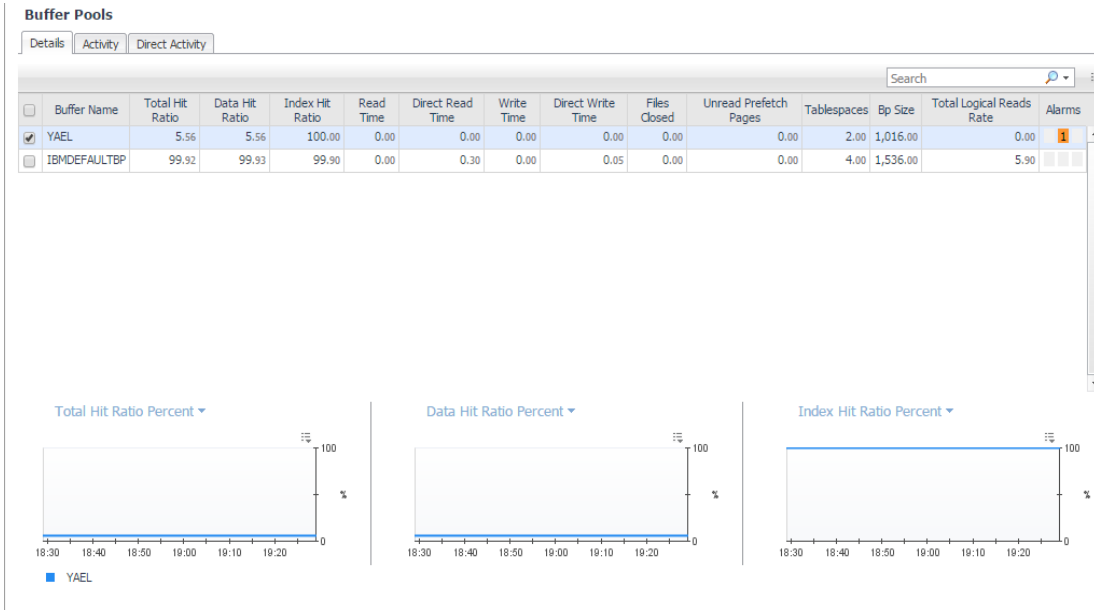 Buffer Pools
Details Activity Direct Activity
Search
Buffer Name Total Hit Ratio Data Hit Ratio Index Hit Ratio Read Time Direct Read Time Write Time Direct Write Time Files Closed Unread Prefetch Pages Tablespaces Bp Size Total Logical Reads Rate Alarms
YAEL 5.56 5.56 100.00 0.00 0.00 0.00 0.00 0.00 0.00 2.00 1,016.00 0.00 1
IBMDEFAULTBP 99.92 99.93 99.90 0.00 0.30 0.00 0.05 0.00 0.00 4.00 1,536.00 5.90
Total Hit Ratio Percent Data Hit Ratio Percent Index Hit Ratio Percent
100 100 100
% % %
0 0 0
18:30 18:40 18:50 19:00 19:10 19:20 18:30 18:40 18:50 19:00 19:10 19:20 18:30 18:40 18:50 19:00 19:10 19:20
YAEL